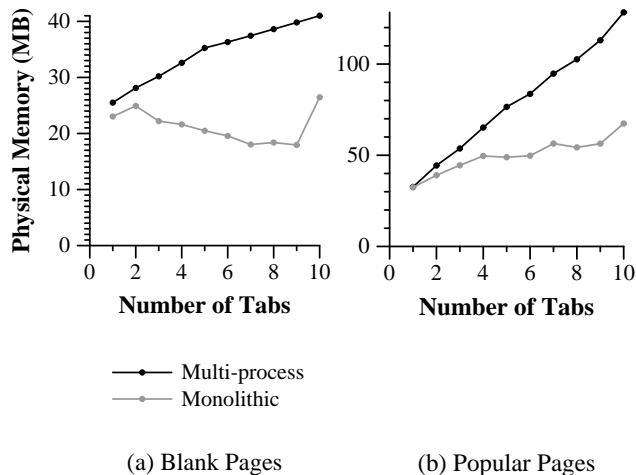 Physical Memory (MB)
40
30
20
10
0
0 2 4 6 8 10
Number of Tabs
100
50
0
0 2 4 6 8 10
Number of Tabs
Multi-process
Monolithic
(a) Blank Pages
(b) Popular Pages